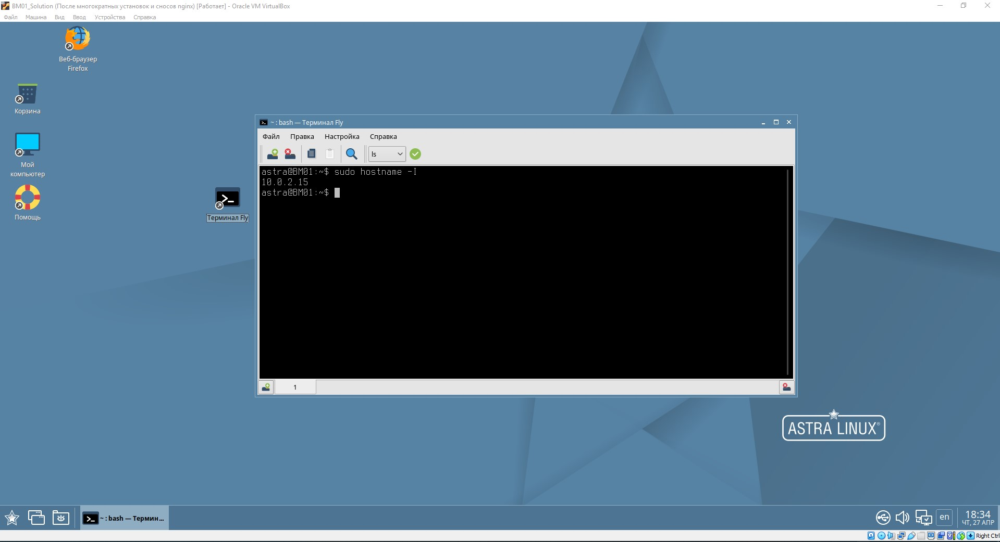 BM01_Solution (После многократных установок и сносов nginx) [Работает] - Oracle VM VirtualBox
Файл Машина Вид Ввод Устройства Справка
Веб-браузер
Firefox
Корзина
Мой
компьютер
Помощь
Терминал Fly
~ : bash — Терминал Fly
Файл Правка Настройка Справка
ls
astra@BM01:~$ sudo hostname -I
10.0.2.15
astra@BM01:~$
1
ASTRA LINUX®
~ : bash — Термин...
en
18:34
ЧТ, 27 АПР
Right Ctrl